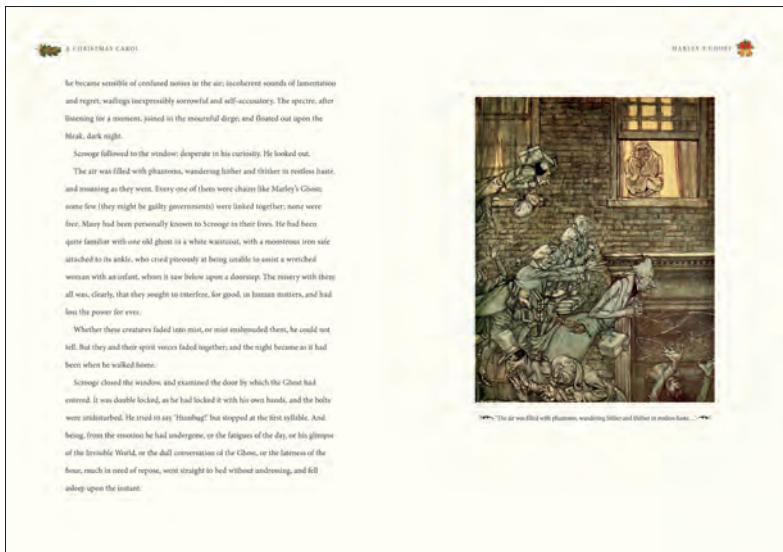 A CHRISTMAS CAROL
MARLEY'S GHOST
he became sensible of confused noises in the air; incoherent sounds of lamentation
and regret; wailings inexpressibly sorrowful and self-accusatory. The spectre, after
listening for a moment, joined in the mournful dirge; and floated out upon the
bleak, dark night.
Scrooge followed to the window: desperate in his curiosity. He looked out.
The air was filled with phantoms, wandering hither and thither in restless haste,
and moaning as they went. Every one of them wore chains like Marley's Ghost;
some few (they might be guilty governments) were linked together; none were
free. Many had been personally known to Scrooge in their lives. He had been
quite familiar with one old ghost in a white waistcoat, with a monstrous iron safe
attached to its ankle, who cried piteously at being unable to assist a wretched
woman with an infant, whom it saw below upon a doorstep. The misery with them
all was, clearly, that they sought to interfere, for good, in human matters, and had
lost the power for ever.
Whether these creatures faded into mist, or mist enshrouded them, he could not
tell. But they and their spirit voices faded together; and the night became as it had
been when he walked home.
Scrooge closed the window, and examined the door by which the Ghost had
entered. It was double locked, as he had locked it with his own hands, and the bolts
were undisturbed. He tried to say 'Humbug!' but stopped at the first syllable. And
being, from the emotion he had undergone, or the fatigues of the day, or his glimpse
of the Invisible World, or the dull conversation of the Ghost, or the lateness of the
hour, much in need of repose, went straight to bed without undressing, and fell
asleep upon the instant.
"The air was filled with phantoms, wandering hither and thither in restless haste..."